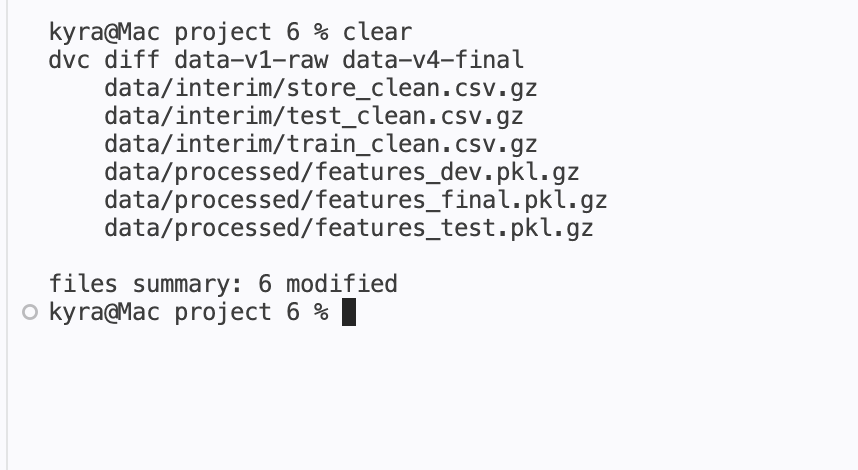 kyra@Mac project 6 % clear
dvc diff data-v1-raw data-v4-final
    data/interim/store_clean.csv.gz
    data/interim/test_clean.csv.gz
    data/interim/train_clean.csv.gz
    data/processed/features_dev.pkl.gz
    data/processed/features_final.pkl.gz
    data/processed/features_test.pkl.gz

files summary: 6 modified
kyra@Mac project 6 %